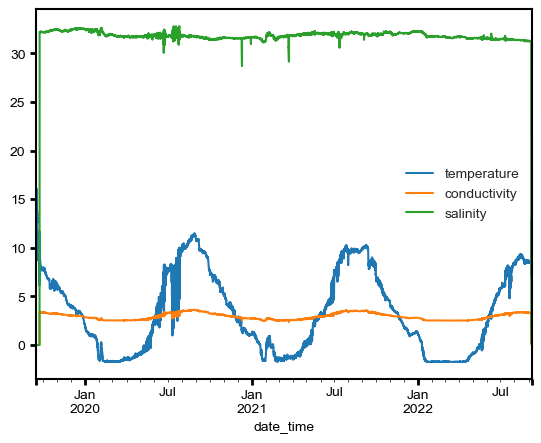 30
25
20
15
10
5
0
temperature
conductivity
salinity
Jan
2020
Jul
Jan
2021
Jul
Jan
2022
Jul
date_time